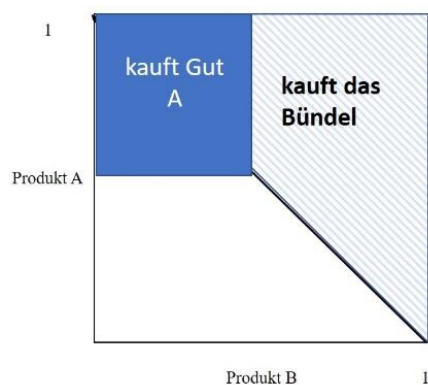 1
kauft Gut
A
kauft das
Bündel
Produkt A
Produkt B
1